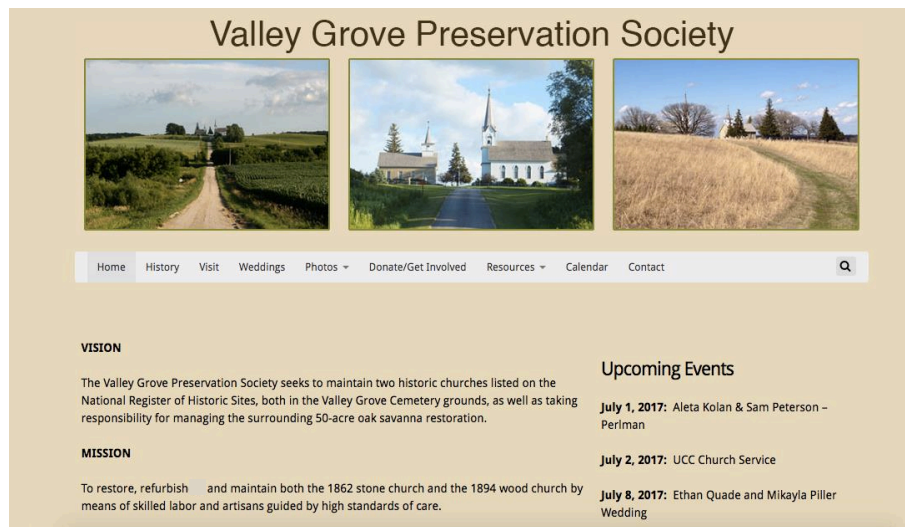 Valley Grove Preservation Society
Home History Visit Weddings Photos Donate/Get Involved Resources Calendar Contact
VISION
The Valley Grove Preservation Society seeks to maintain two historic churches listed on the
National Register of Historic Sites, both in the Valley Grove Cemetery grounds, as well as taking
responsibility for managing the surrounding 50-acre oak savanna restoration.
MISSION
To restore, refurbish and maintain both the 1862 stone church and the 1894 wood church by
means of skilled labor and artisans guided by high standards of care.
Upcoming Events
July 1, 2017: Aleta Kolan & Sam Peterson –
Perlman
July 2, 2017: UCC Church Service
July 8, 2017: Ethan Quade and Mikayla Piller
Wedding